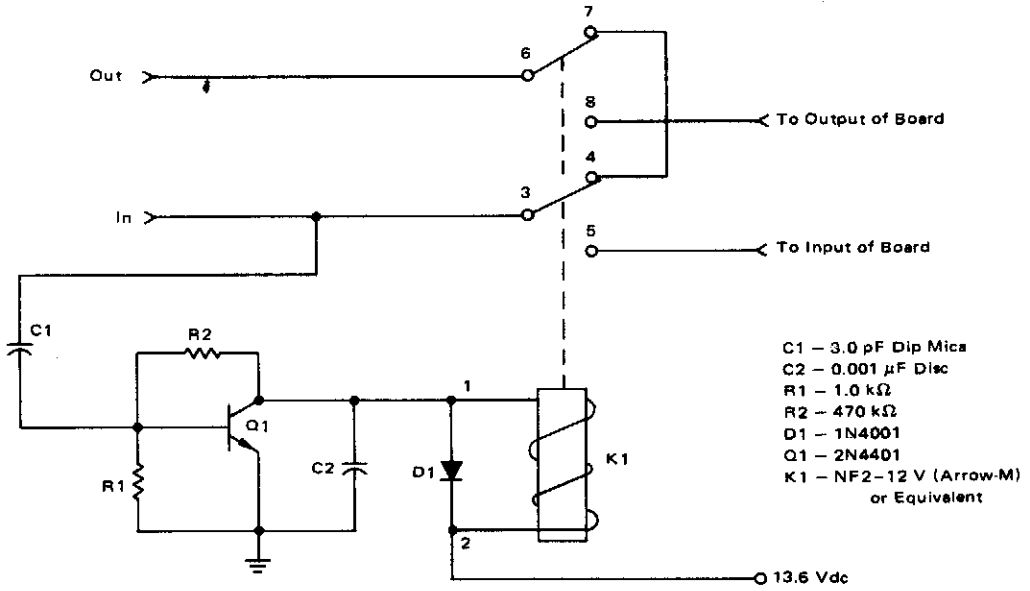 7
6
Out
8
To Output of Board
4
3
In
5
To Input of Board
C1
R2
C1 – 3.0 pF Dip Mica
C2 – 0.001 μF Disc
R1 – 1.0 kΩ
R2 – 470 kΩ
D1 – 1N4001
Q1 – 2N4401
K1 – NF2–12 V (Arrow-M)
or Equivalent
1
Q1
R1
C2
D1
K1
2
13.6 Vdc